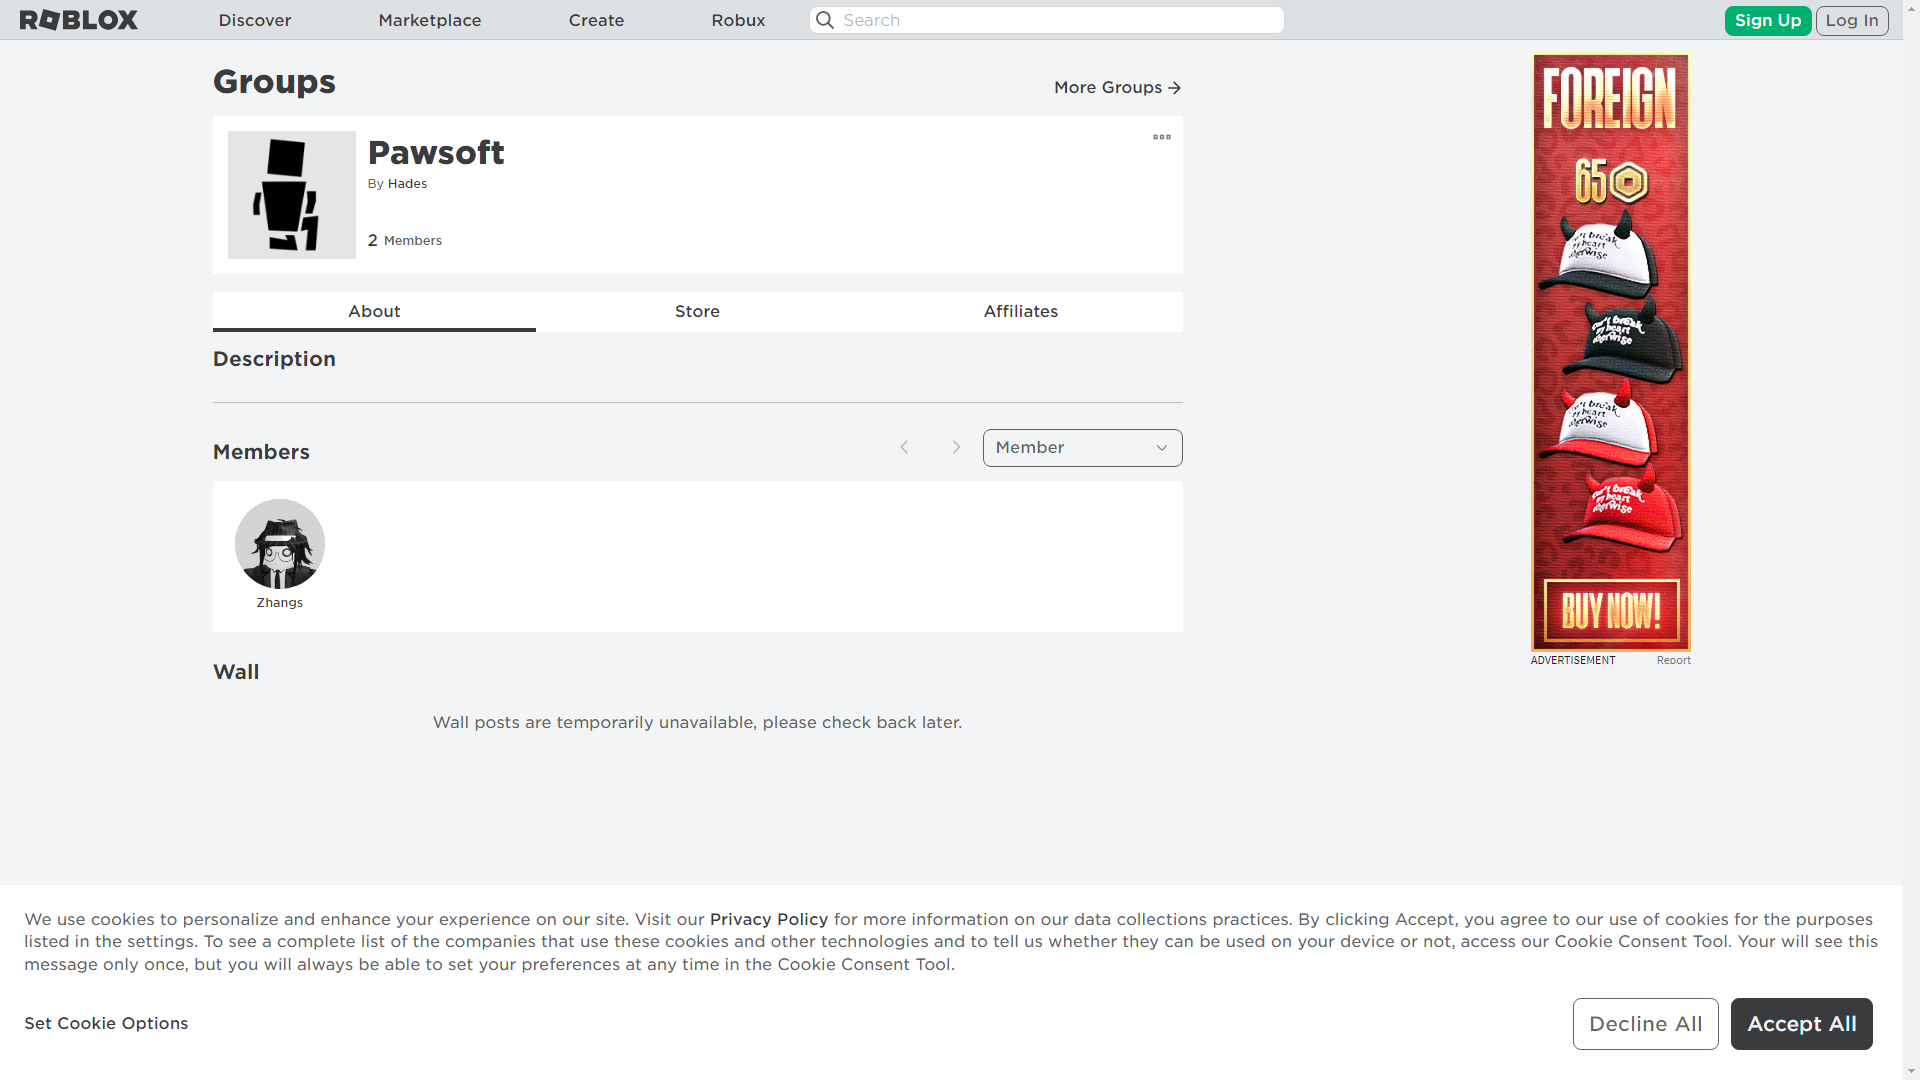 ROBLOX
Discover
Marketplace
Create
Robux
Search
Sign Up
Log In
Groups
More Groups
Pawsoft
By Hades
2 Members
About
Store
Affiliates
Description
Members
Member
Zhangs
Wall
Wall posts are temporarily unavailable, please check back later.
FOREIGN
65
BUY NOW!
ADVERTISEMENT
Report
We use cookies to personalize and enhance your experience on our site. Visit our Privacy Policy for more information on our data collections practices. By clicking Accept, you agree to our use of cookies for the purposes
listed in the settings. To see a complete list of the companies that use these cookies and other technologies and to tell us whether they can be used on your device or not, access our Cookie Consent Tool. Your will see this
message only once, but you will always be able to set your preferences at any time in the Cookie Consent Tool.
Set Cookie Options
Decline All
Accept All